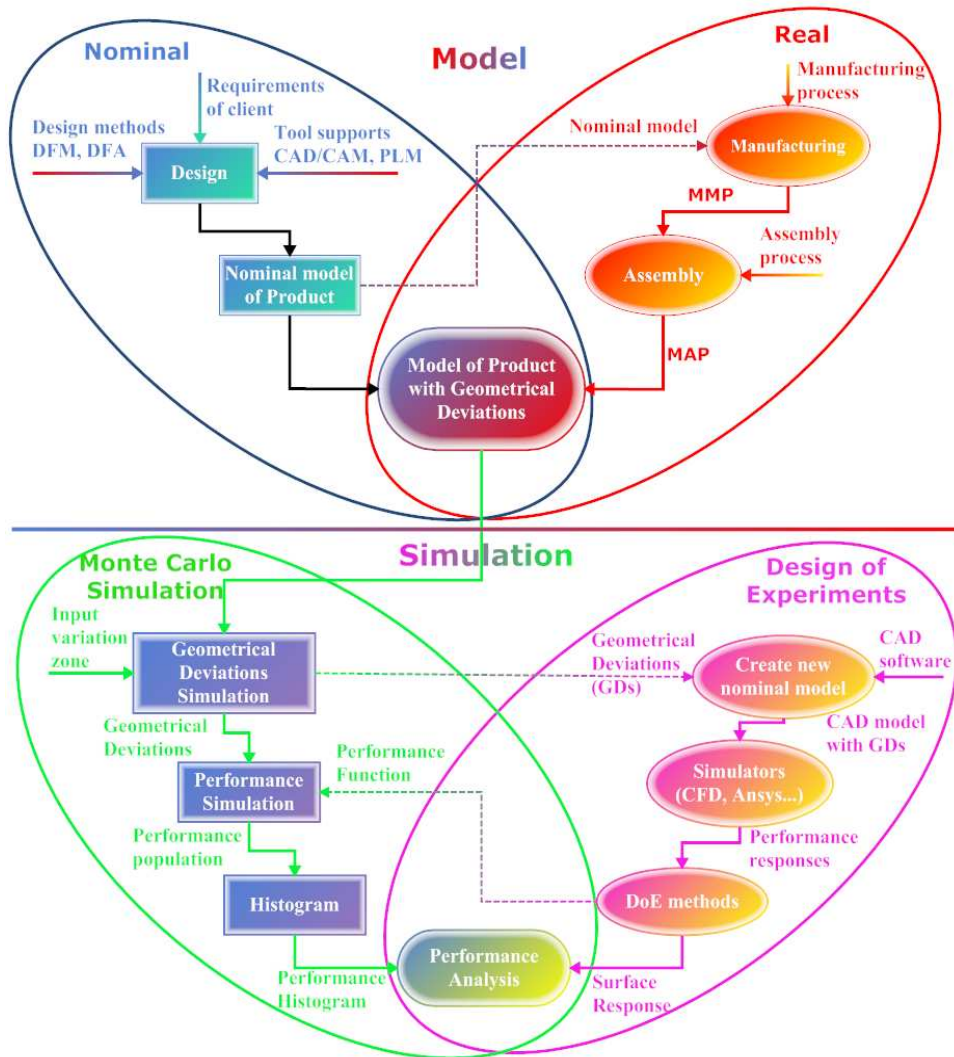 Nominal
Model
Real
Requirements
of client
Design methods
DFM, DFA
Tool supports
CAD/CAM, PLM
Design
Nominal model
of Product
Nominal model
Manufacturing
process
Manufacturing
MMP
Assembly
process
Assembly
MAP
Model of Product
with Geometrical
Deviations
Simulation
Monte Carlo
Simulation
Input
variation
zone
Geometrical
Deviations
Simulation
Geometrical
Deviations
Performance
Simulation
Performance
population
Histogram
Performance
Histogram
Performance
Function
Design of
Experiments
Geometrical
Deviations
(GDs)
Create new
nominal model
CAD
software
CAD model
with GDs
Simulators
(CFD, Ansys...)
Performance
responses
DoE methods
Surface
Response
Performance
Analysis